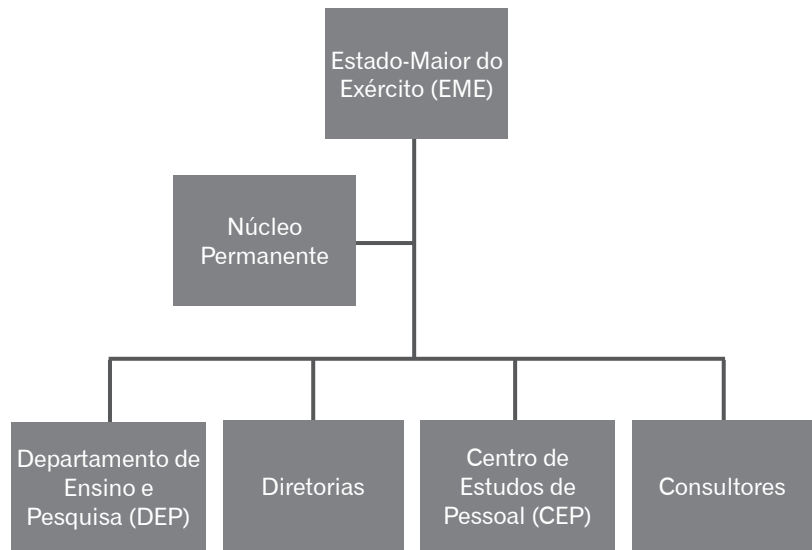 Estado-Maior do
Exército (EME)
Núcleo
Permanente
Departamento de
Ensino e
Pesquisa (DEP)
Diretorias
Centro de
Estudos de
Pessoal (CEP)
Consultores